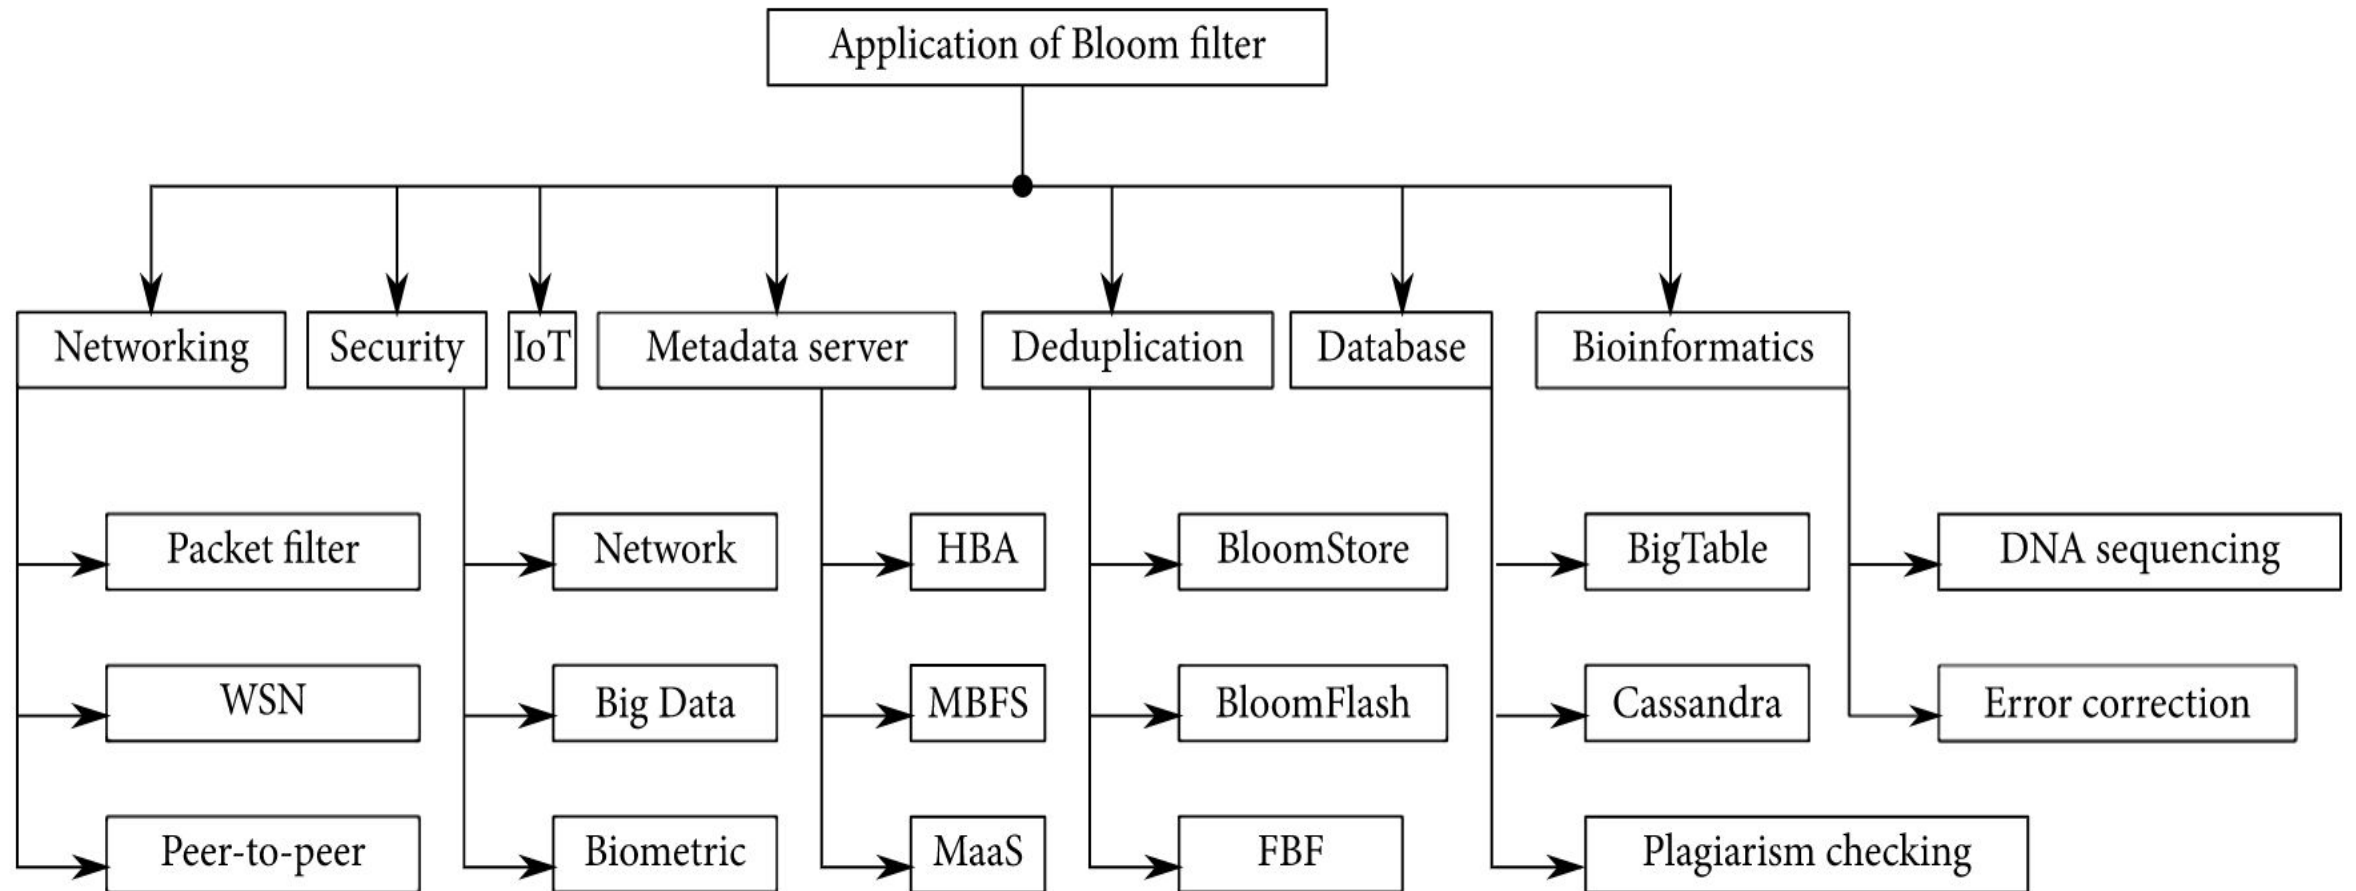 Application of Bloom filter
Networking
Security
IoT
Metadata server
Deduplication
Database
Bioinformatics
Packet filter
Network
HBA
BloomStore
BigTable
DNA sequencing
WSN
Big Data
MBFS
BloomFlash
Cassandra
Error correction
Peer-to-peer
Biometric
MaaS
FBF
Plagiarism checking